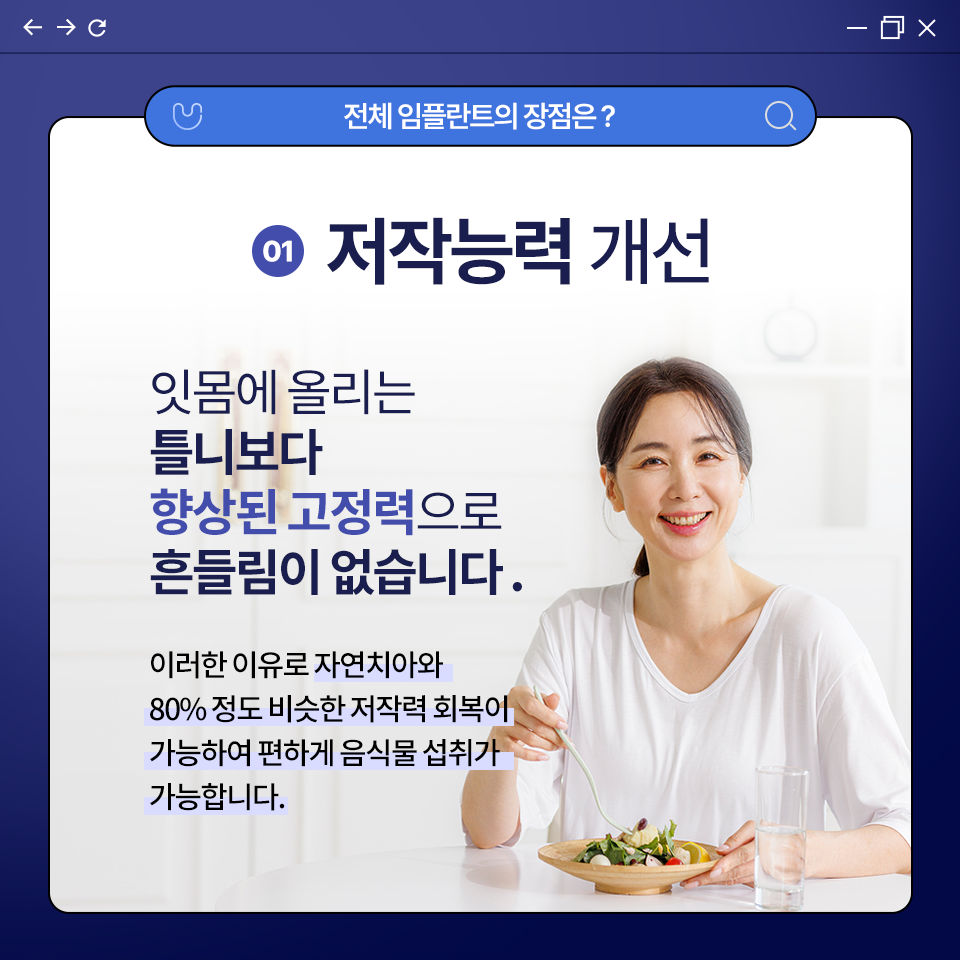 전체 임플란트의 장점은 ?
01 저작능력 개선
잇몸에 올리는
틀니보다
향상된 고정력으로
흔들림이 없습니다 .
이러한 이유로 자연치아와
80% 정도 비슷한 저작력 회복이
가능하여 편하게 음식물 섭취가
가능합니다.